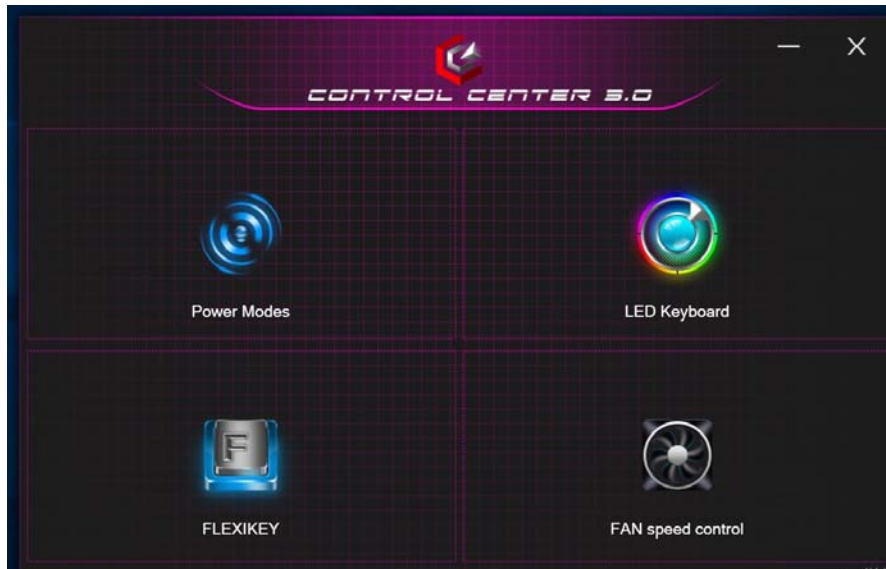 CONTROL CENTER 3.0
Power Modes
LED Keyboard
F
FLEXIKEY
FAN speed control